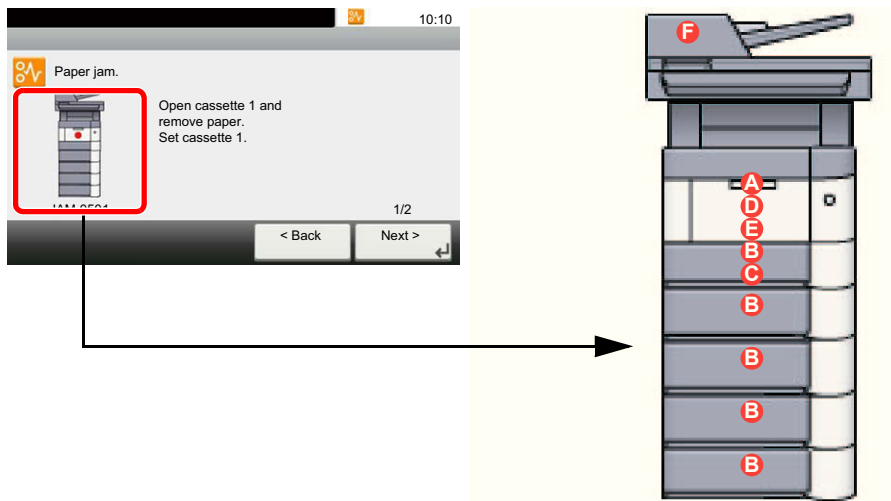 10:10
Paper jam.
Open cassette 1 and
remove paper.
Set cassette 1.
1/2
< Back
Next >
F
A
D
E
B
C
B
B
B
B